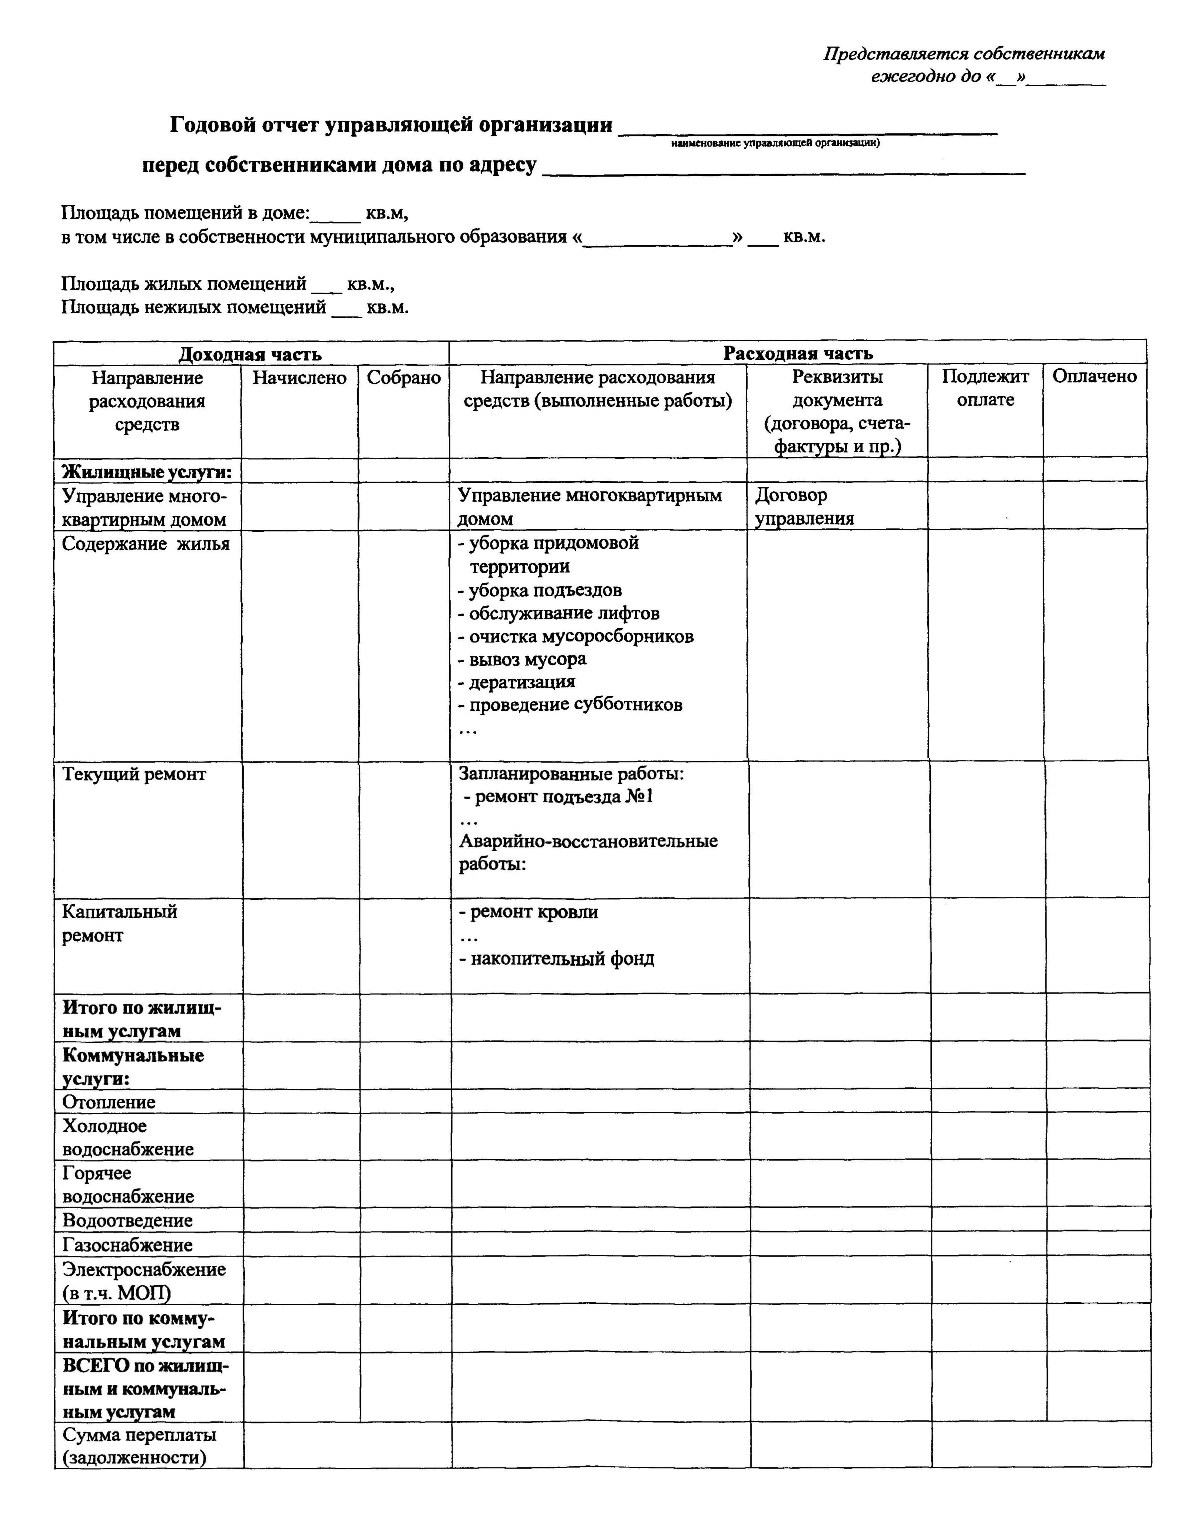 Представляется собственникам
ежегодно до «__»________
Годовой отчет управляющей организации ______________________________
наименование управляющей организации)
перед собственниками дома по адресу ______________________________________
Площадь помещений в доме:_____ кв.м,
в том числе в собственности муниципального образования «_______________» ___ кв.м.
Площадь жилых помещений ___ кв.м.,
Площадь нежилых помещений ___ кв.м.
Доходная часть
Расходная часть
Направление
расходования
средств
Начислено
Собрано
Направление расходования
средств (выполненные работы)
Реквизиты
документа
(договора, счета-
фактуры и пр.)
Подлежит
оплате
Оплачено
Жилищные услуги:
Управление много-
квартирным домом
Управление многоквартирным
домом
Договор
управления
Содержание жилья
- уборка придомовой
территории
- уборка подъездов
- обслуживание лифтов
- очистка мусоросборников
- вывоз мусора
- дератизация
- проведение субботников
…
Текущий ремонт
Запланированные работы:
- ремонт подъезда №1
…
Аварийно-восстановительные
работы:
Капитальный
ремонт
- ремонт кровли
…
- накопительный фонд
Итого по жилищ-
ным услугам
Коммунальные
услуги:
Отопление
Холодное
водоснабжение
Горячее
водоснабжение
Водоотведение
Газоснабжение
Электроснабжение
(в т.ч. МОП)
Итого по комму-
нальным услугам
ВСЕГО по жилищ-
ным и коммуналь-
ным услугам
Сумма переплаты
(задолженности)